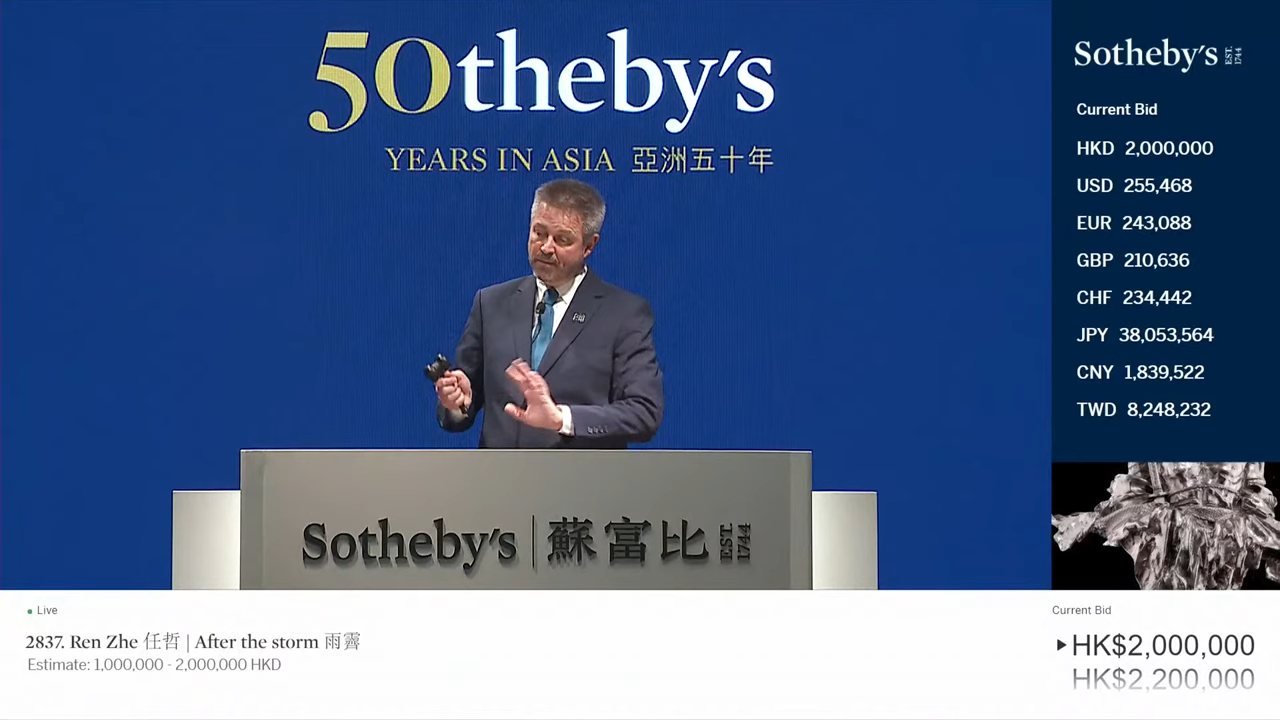 50theby's
YEARS IN ASIA 亞洲五十年
Sotheby's | 蘇富比 EST. 1744
Sotheby's EST. 1744
Current Bid
HKD 2,000,000
USD 255,468
EUR 243,088
GBP 210,636
CHF 234,442
JPY 38,053,564
CNY 1,839,522
TWD 8,248,232
Live
2837. Ren Zhe 任哲 | After the storm 雨霽
Estimate: 1,000,000 - 2,000,000 HKD
Current Bid
HK$2,000,000
HK$2,200,000